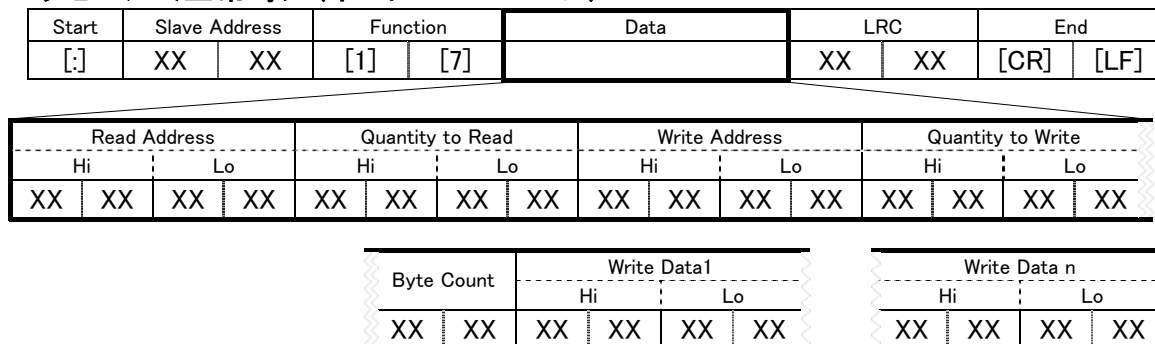 Start Slave Address Function Data LRC End
[:] XX XX [1] [7] XX XX [CR] [LF]
Read Address Quantity to Read Write Address Quantity to Write
Hi Lo Hi Lo Hi Lo Hi Lo
XX XX XX XX XX XX XX XX XX XX XX XX XX XX XX XX
Byte Count Write Data1 Write Data n
Hi Lo Hi Lo
XX XX XX XX XX XX XX XX XX XX